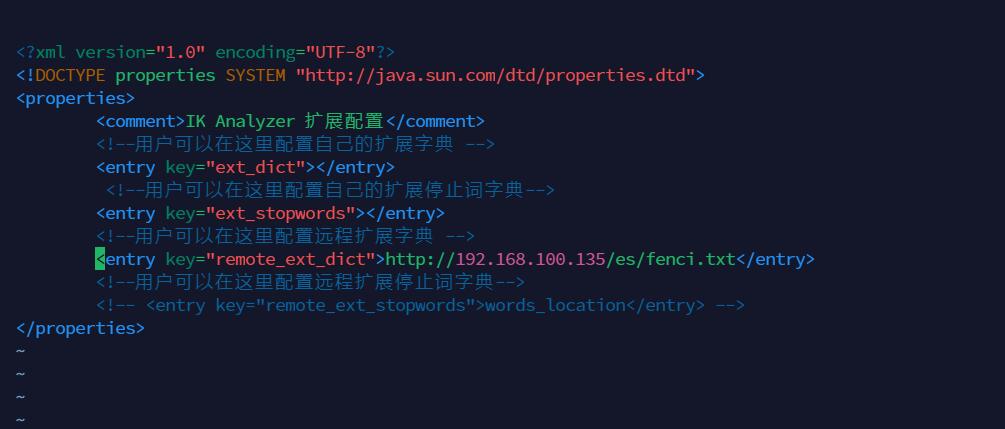 <?xml version="1.0" encoding="UTF-8"?>
<!DOCTYPE properties SYSTEM "http://java.sun.com/dtd/properties.dtd">
<properties>
        <comment>IK Analyzer 扩展配置</comment>
        <!--用户可以在这里配置自己的扩展字典 -->
        <entry key="ext_dict"></entry>
         <!--用户可以在这里配置自己的扩展停止词字典-->
        <entry key="ext_stopwords"></entry>
        <!--用户可以在这里配置远程扩展字典 -->
        <entry key="remote_ext_dict">http://192.168.100.135/es/fenci.txt</entry>
        <!--用户可以在这里配置远程扩展停止词字典-->
        <!-- <entry key="remote_ext_stopwords">words_location</entry> -->
</properties>
~
~
~
~